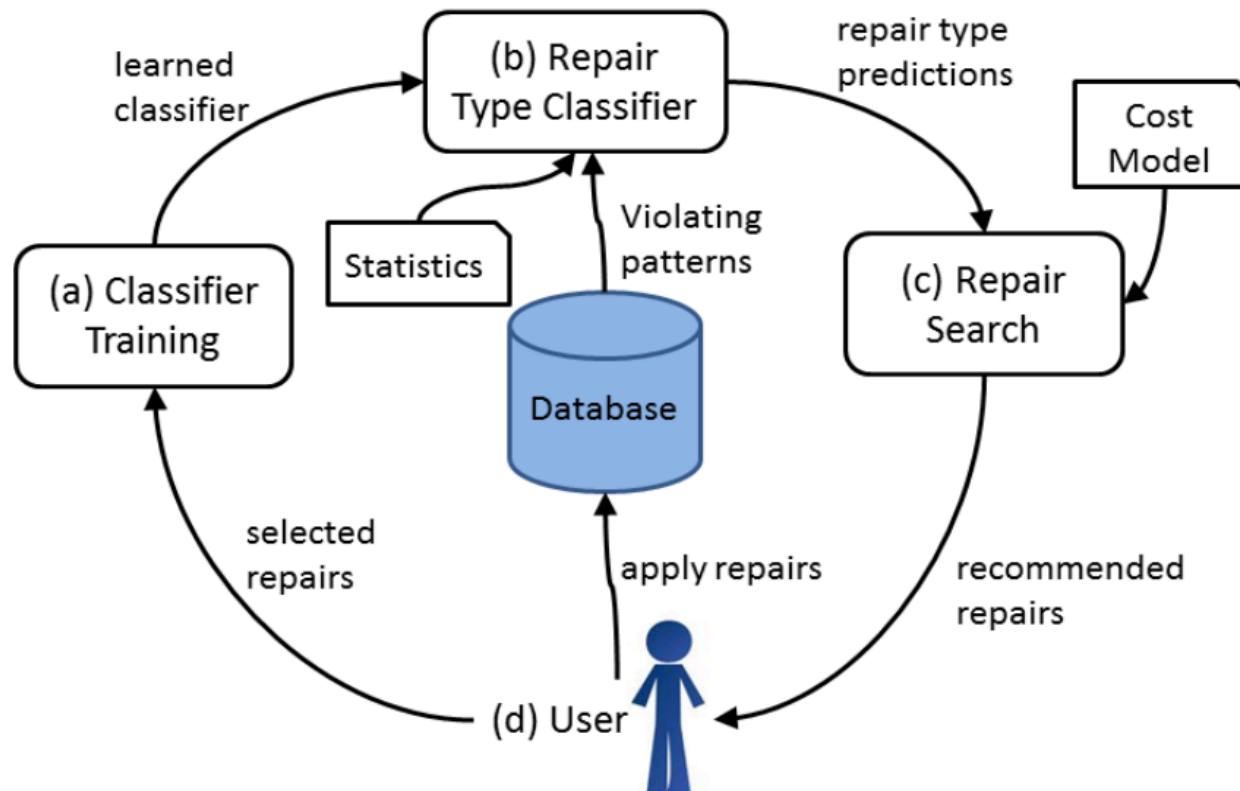 learned
classifier
(b) Repair
Type Classifier
repair type
predictions
Cost
Model
Statistics
Violating
patterns
(a) Classifier
Training
(c) Repair
Search
Database
selected
repairs
apply repairs
recommended
repairs
(d) User